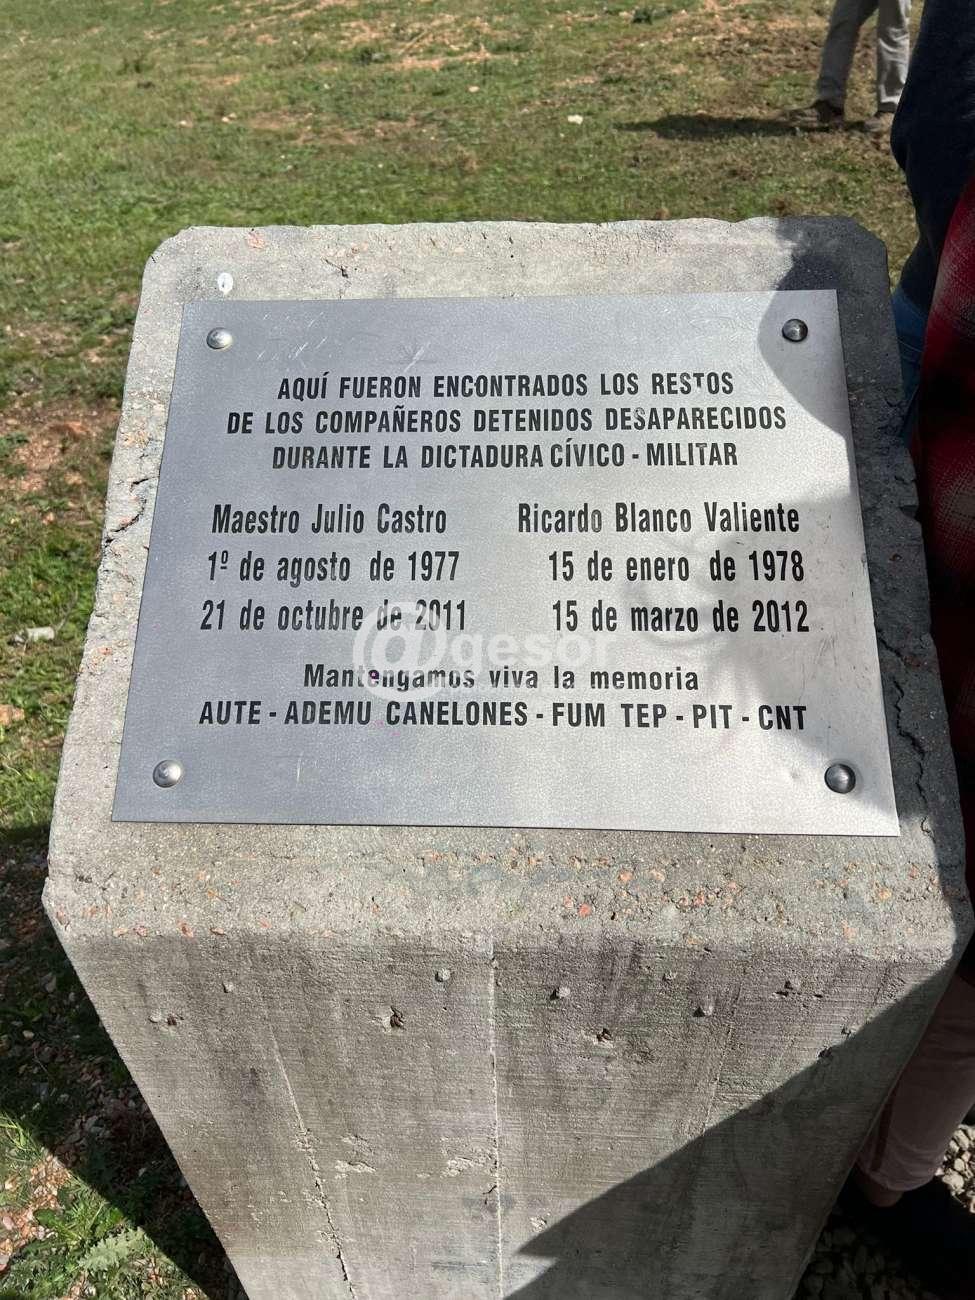 AQUÍ FUERON ENCONTRADOS LOS RESTOS
DE LOS COMPAÑEROS DETENIDOS DESAPARECIDOS
DURANTE LA DICTADURA CÍVICO - MILITAR
Maestro Julio Castro Ricardo Blanco Valiente
1º de agosto de 1977 15 de enero de 1978
21 de octubre de 2011 15 de marzo de 2012
@gesor
Mantengamos viva la memoria
AUTE - ADEMU CANELONES - FUM TEP - PIT - CNT